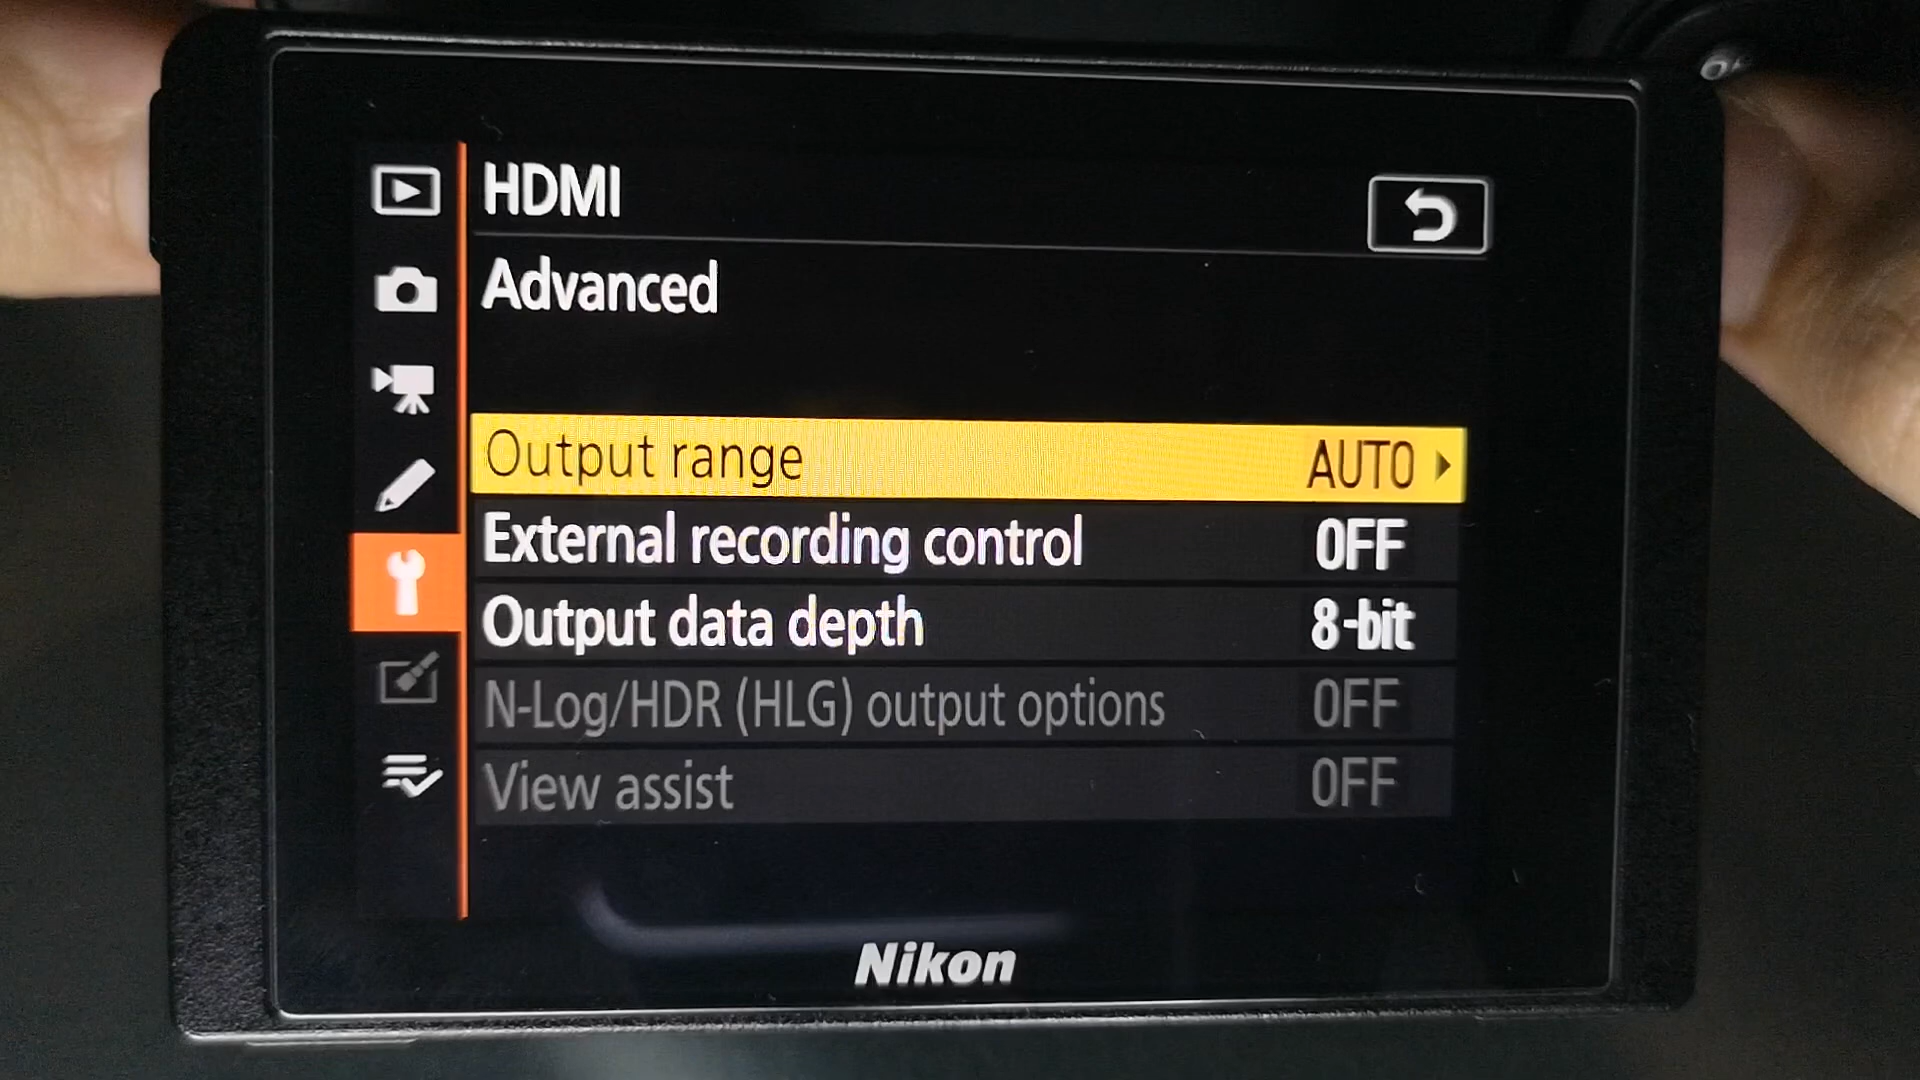 HDMI
Advanced
Output range AUTO
External recording control OFF
Output data depth 8-bit
N-Log/HDR (HLG) output options OFF
View assist OFF
Nikon